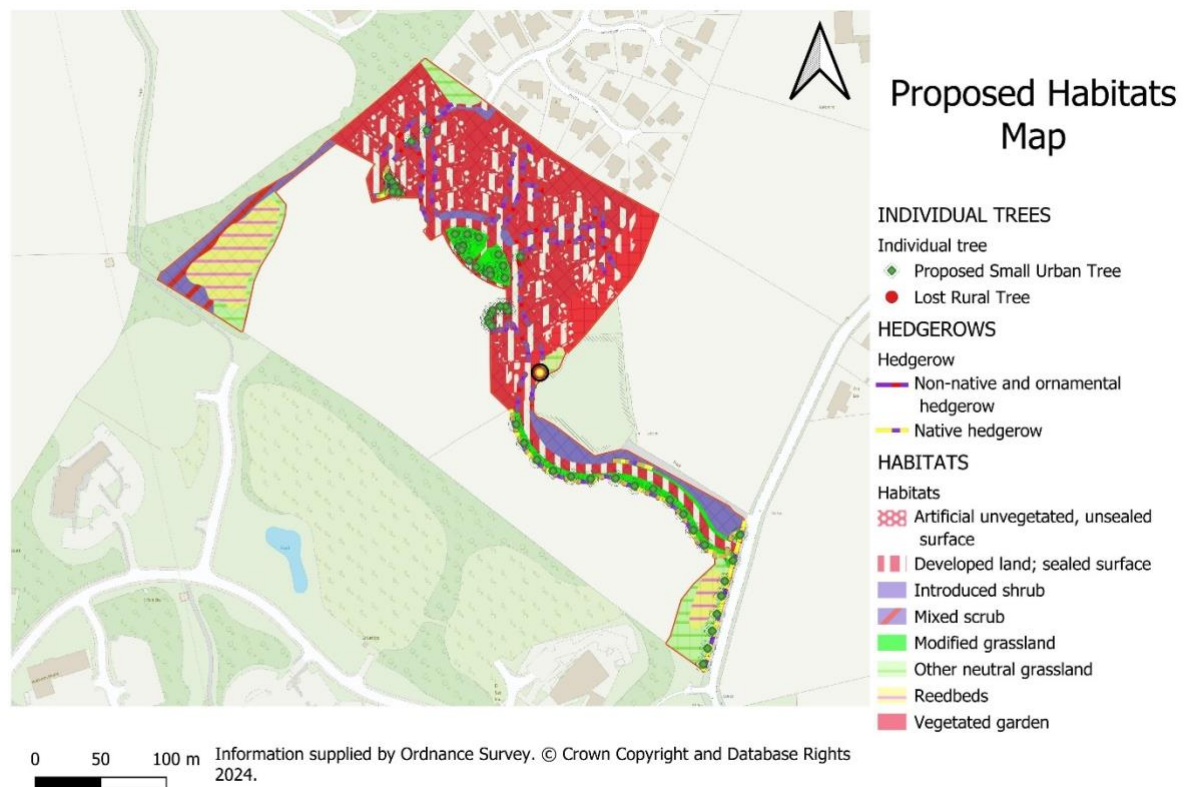 Proposed Habitats
Map
INDIVIDUAL TREES
Individual tree
Proposed Small Urban Tree
Lost Rural Tree
HEDGEROWS
Hedgerow
Non-native and ornamental
hedgerow
Native hedgerow
HABITATS
Habitats
Artificial unvegetated, unsealed
surface
Developed land; sealed surface
Introduced shrub
Mixed scrub
Modified grassland
Other neutral grassland
Reedbeds
Vegetated garden
0 50 100 m
Information supplied by Ordnance Survey. © Crown Copyright and Database Rights
2024.